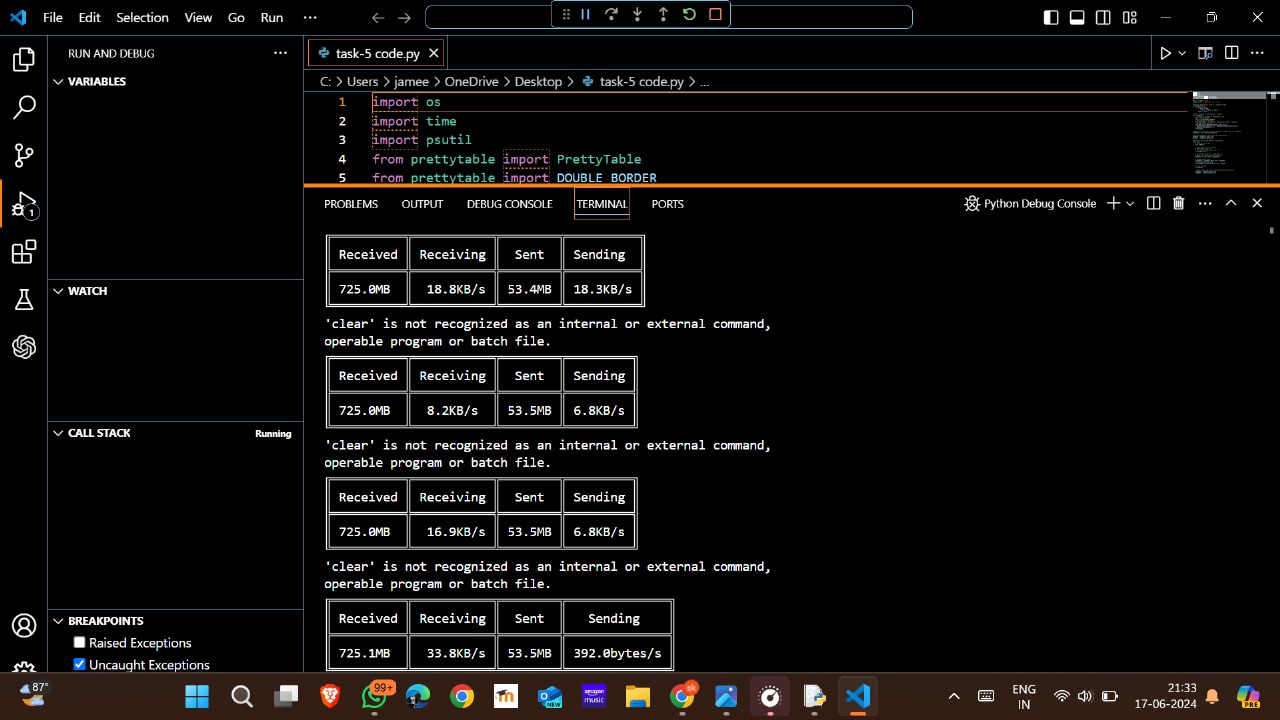 File Edit Selection View Go Run ...
RUN AND DEBUG
task-5 code.py
VARIABLES
C: > Users > jamee > OneDrive > Desktop > task-5 code.py > ...
1 import os
2 import time
3 import psutil
4 from prettytable import PrettyTable
5 from prettytable import DOUBLE_BORDER
PROBLEMS OUTPUT DEBUG CONSOLE TERMINAL PORTS
Python Debug Console
1
Received Receiving Sent Sending
725.0MB 18.8KB/s 53.4MB 18.3KB/s
'clear' is not recognized as an internal or external command,
operable program or batch file.
Received Receiving Sent Sending
725.0MB 8.2KB/s 53.5MB 6.8KB/s
'clear' is not recognized as an internal or external command,
operable program or batch file.
Received Receiving Sent Sending
725.0MB 16.9KB/s 53.5MB 6.8KB/s
'clear' is not recognized as an internal or external command,
operable program or batch file.
Received Receiving Sent Sending
725.1MB 33.8KB/s 53.5MB 392.0bytes/s
WATCH
CALL STACK Running
BREAKPOINTS
Raised Exceptions
Uncaught Exceptions
87°
99+
amazon
music
NEW
sk
ENG
IN
21:33
17-06-2024
PRE